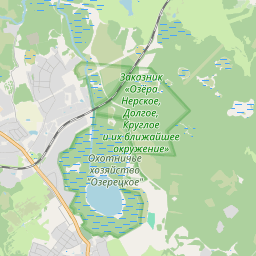 Заказник
«Озёра
Нерское,
Долгое,
Круглое
и их ближайшее
окружение»
Охотничье
хозяйство
"Озерецкое"